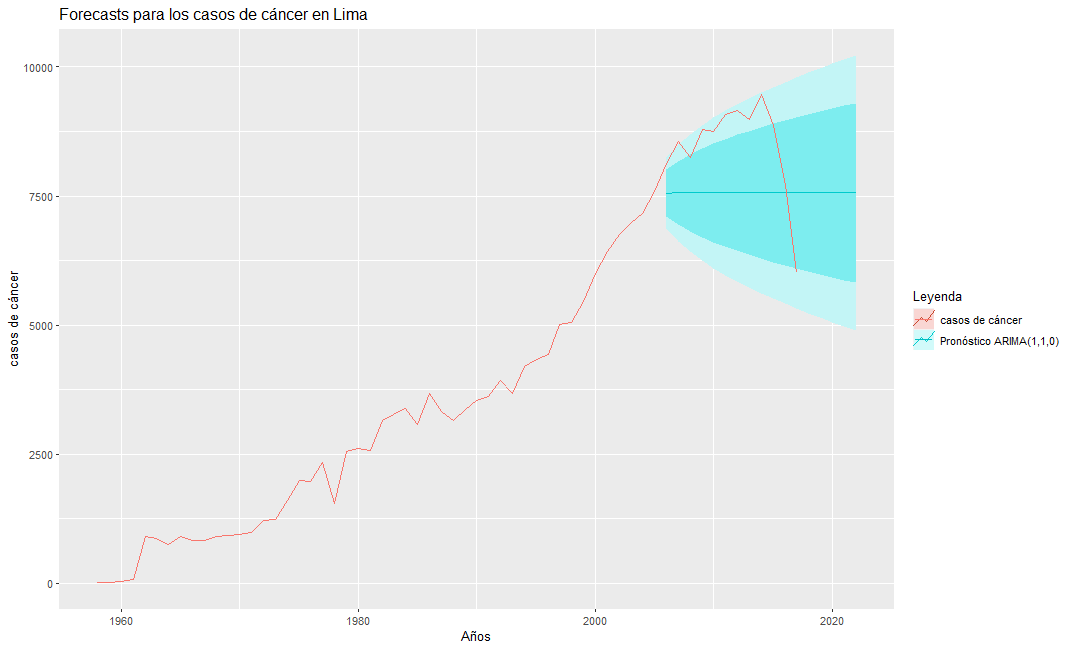 Forecasts para los casos de cáncer en Lima
casos de cáncer
10000
7500
5000
2500
0
1960
1980
2000
2020
Años
Leyenda
casos de cáncer
Pronóstico ARIMA(1,1,0)